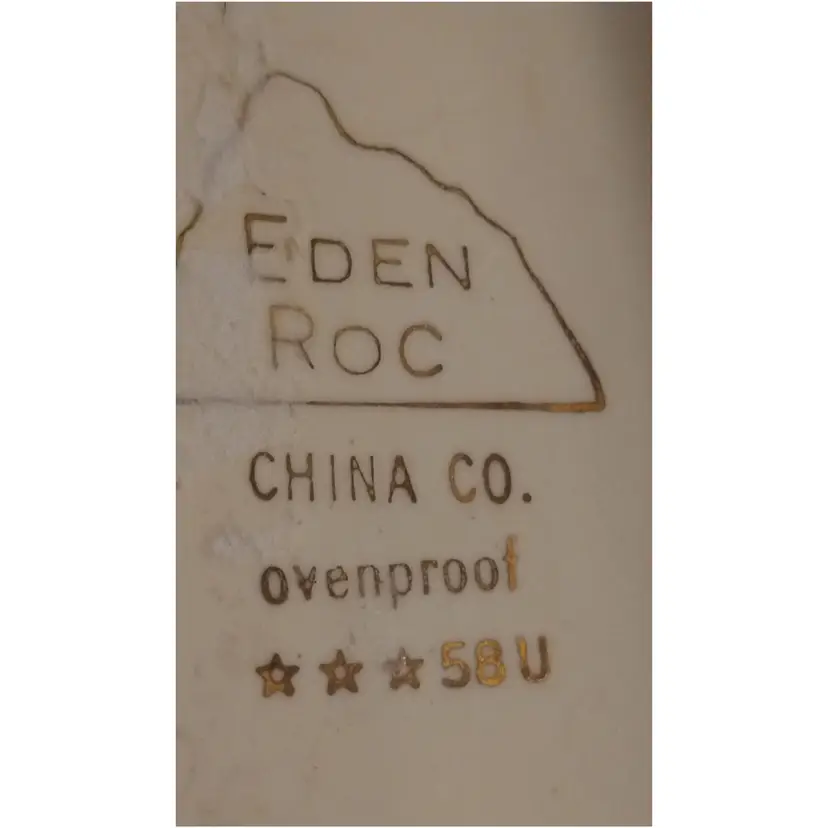 EDEN
ROC
CHINA CO.
ovenproof
★★★58U